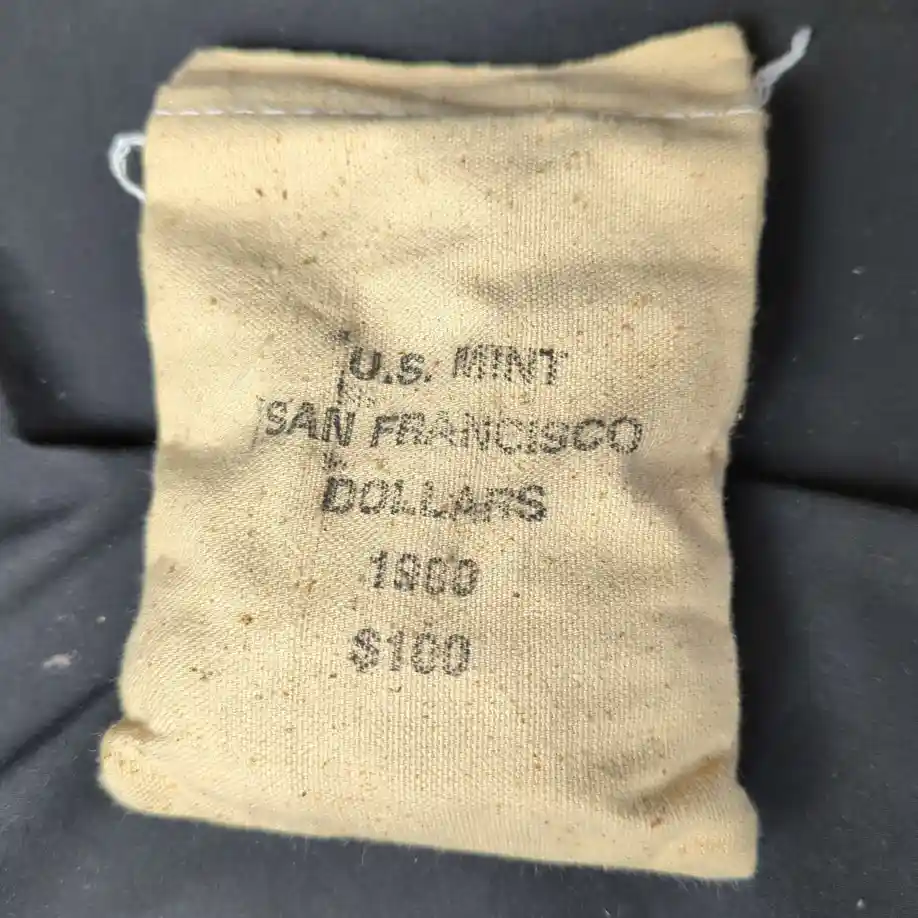 U.S. MINT
SAN FRANCISCO
DOLLARS
$100